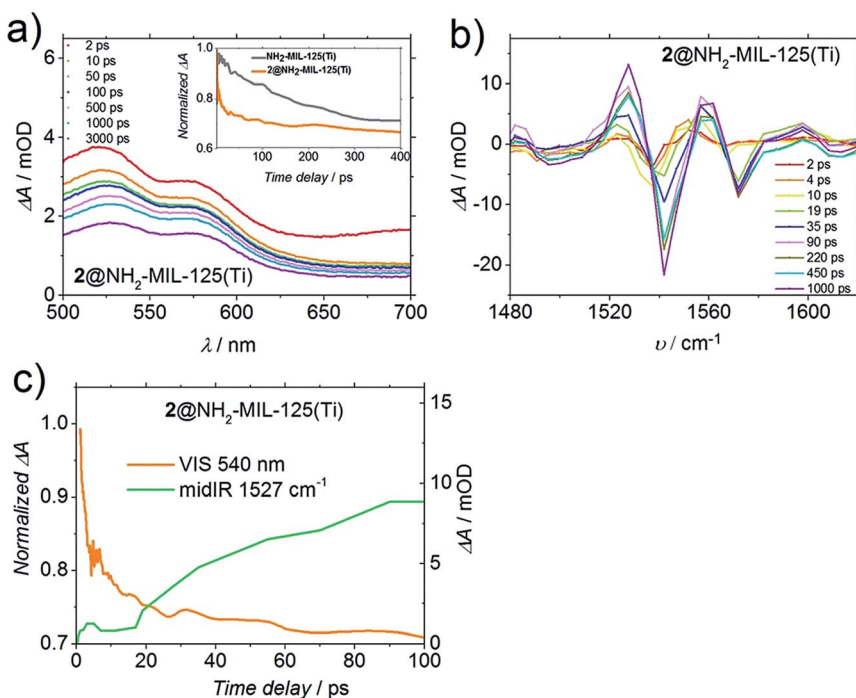 a)
2 ps
10 ps
50 ps
100 ps
500 ps
1000 ps
3000 ps
ΔA / mOD
6
4
2
0
500
550
600
650
700
λ / nm
2@NH2-MIL-125(Ti)
Normalized ΔA
1.0
0.8
0.6
NH2-MIL-125(Ti)
2@NH2-MIL-125(Ti)
0
100
200
300
400
Time delay / ps
b)
2@NH2-MIL-125(Ti)
ΔA / mOD
10
0
-10
-20
1480
1520
1560
1600
υ / cm-1
2 ps
4 ps
10 ps
19 ps
35 ps
90 ps
220 ps
450 ps
1000 ps
c)
2@NH2-MIL-125(Ti)
VIS 540 nm
midIR 1527 cm-1
Normalized ΔA
1.0
0.9
0.8
0.7
0
20
40
60
80
100
Time delay / ps
15
10
5
0
ΔA / mOD